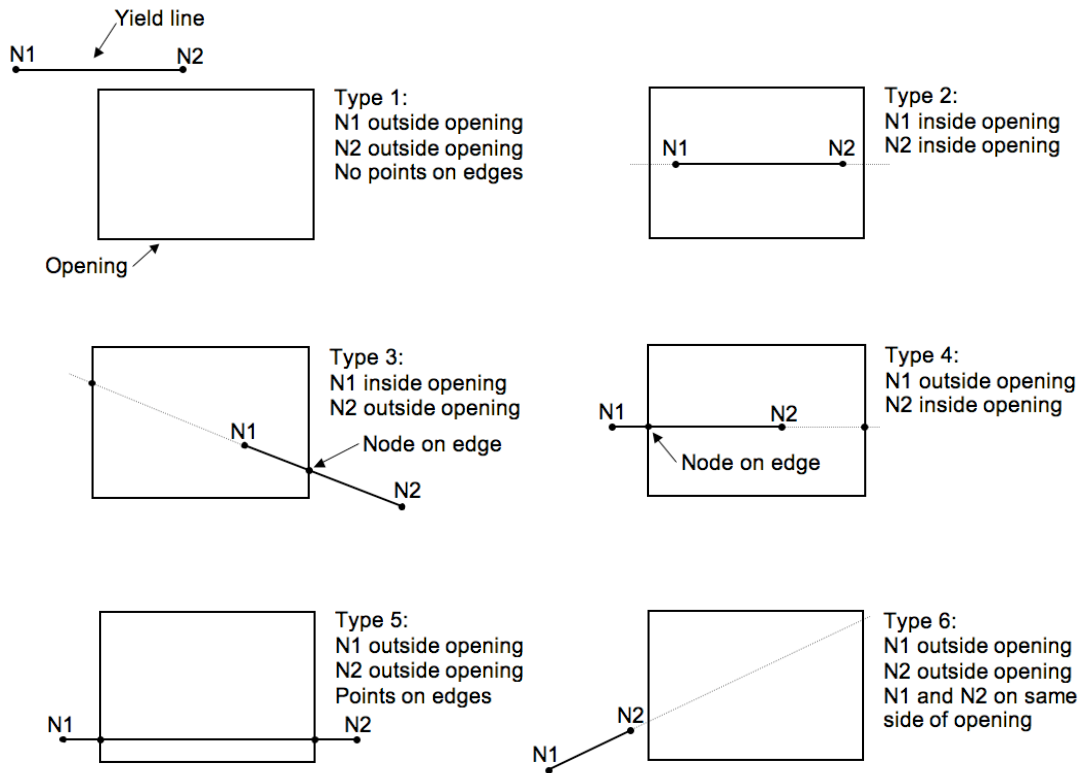 Yield line
N1
N2
Type 1:
N1 outside opening
N2 outside opening
No points on edges
Opening
Type 2:
N1 inside opening
N2 inside opening
N1
N2
Type 3:
N1 inside opening
N2 outside opening
N1
Node on edge
N2
Type 4:
N1 outside opening
N2 inside opening
N1
N2
Node on edge
Type 5:
N1 outside opening
N2 outside opening
Points on edges
N1
N2
Type 6:
N1 outside opening
N2 outside opening
N1 and N2 on same
side of opening
N2
N1